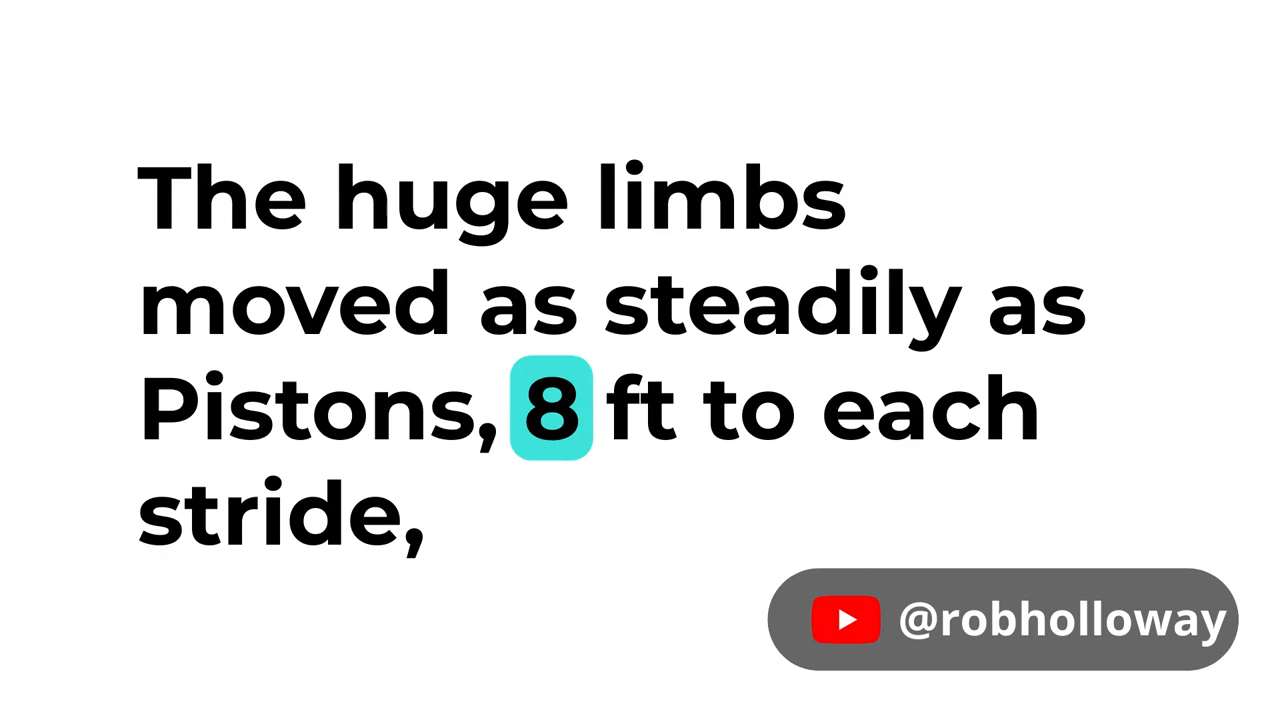 The huge limbs
moved as steadily as
Pistons, 8 ft to each
stride,
@robholloway